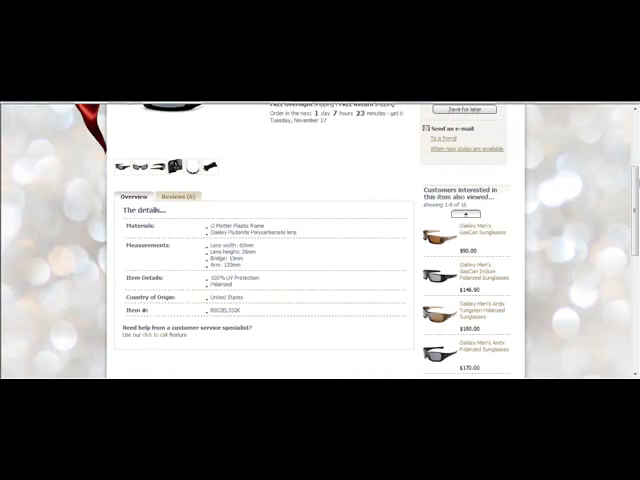 FREE Overnight Shipping / FREE Return Shipping
Order in the next 1 day 7 hours 23 minutes - get it
Tuesday, November 17
Save for later
Send an e-mail
To a friend
When new styles are available
Overview
Reviews (8)
The details...
Materials:
O Matter Plastic frame
Oakley Plutonite Polycarbonate lens
Measurements:
Lens width: 60mm
Lens height: 36mm
Bridge: 15mm
Arm: 120mm
Item Details:
100% UV Protection
Polarized
Country of Origin:
United States
Item #:
Need help from a customer service specialist?
Use our click to call feature
Customers interested in
this item also viewed...
showing 1-8 of 16
Oakley Men's
GasCan Sunglasses
$90.00
Oakley Men's
GasCan Iridium
Polarized Sunglasses
$146.90
Oakley Men's Antix
Tungsten Polarized
Sunglasses
$180.00
Oakley Men's Antix
Polarized Sunglasses
$170.00